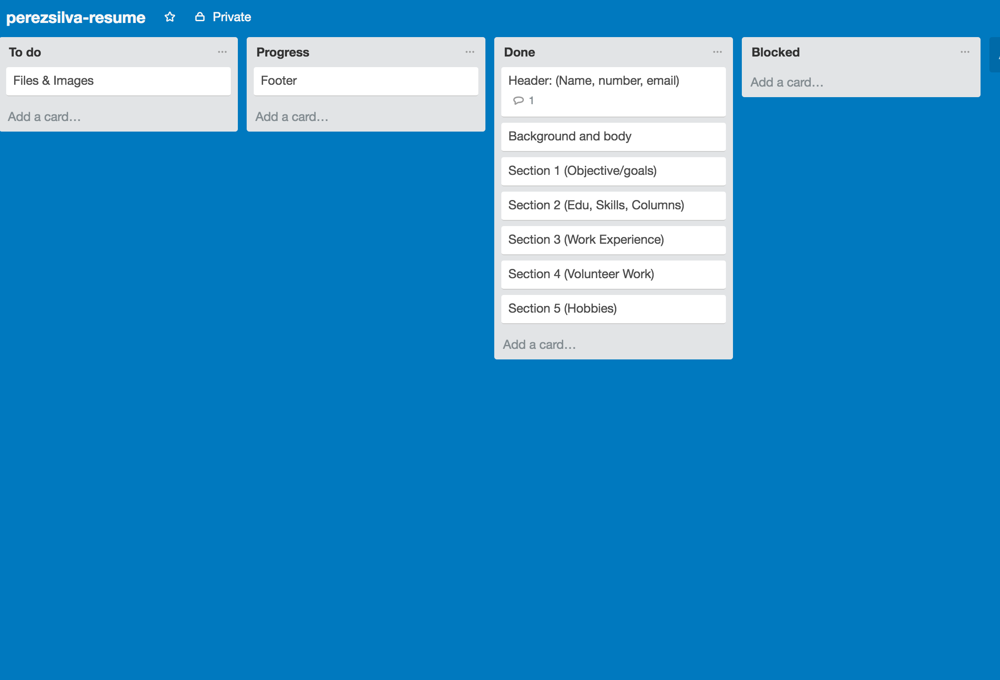 perezsilva-resume Private
To do
Files & Images
Add a card...
Progress
Footer
Add a card...
Done
Header: (Name, number, email)
1
Background and body
Section 1 (Objective/goals)
Section 2 (Edu, Skills, Columns)
Section 3 (Work Experience)
Section 4 (Volunteer Work)
Section 5 (Hobbies)
Add a card...
Blocked
Add a card...